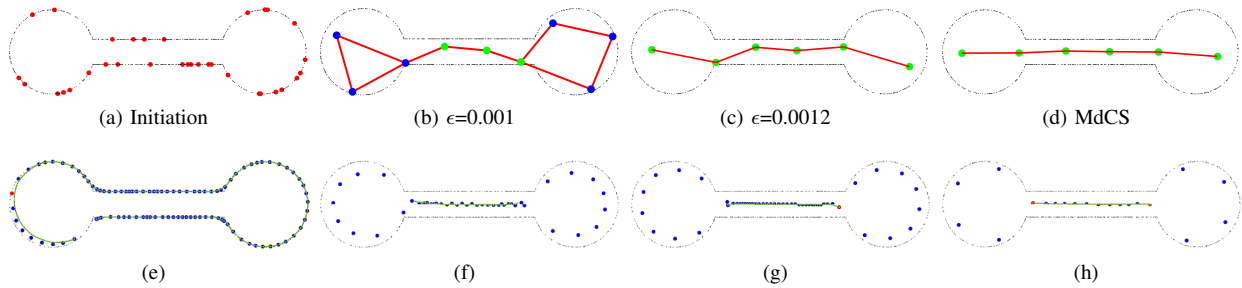 (a) Initiation
(b) ϵ=0.001
(c) ϵ=0.0012
(d) MdCS
(e)
(f)
(g)
(h)